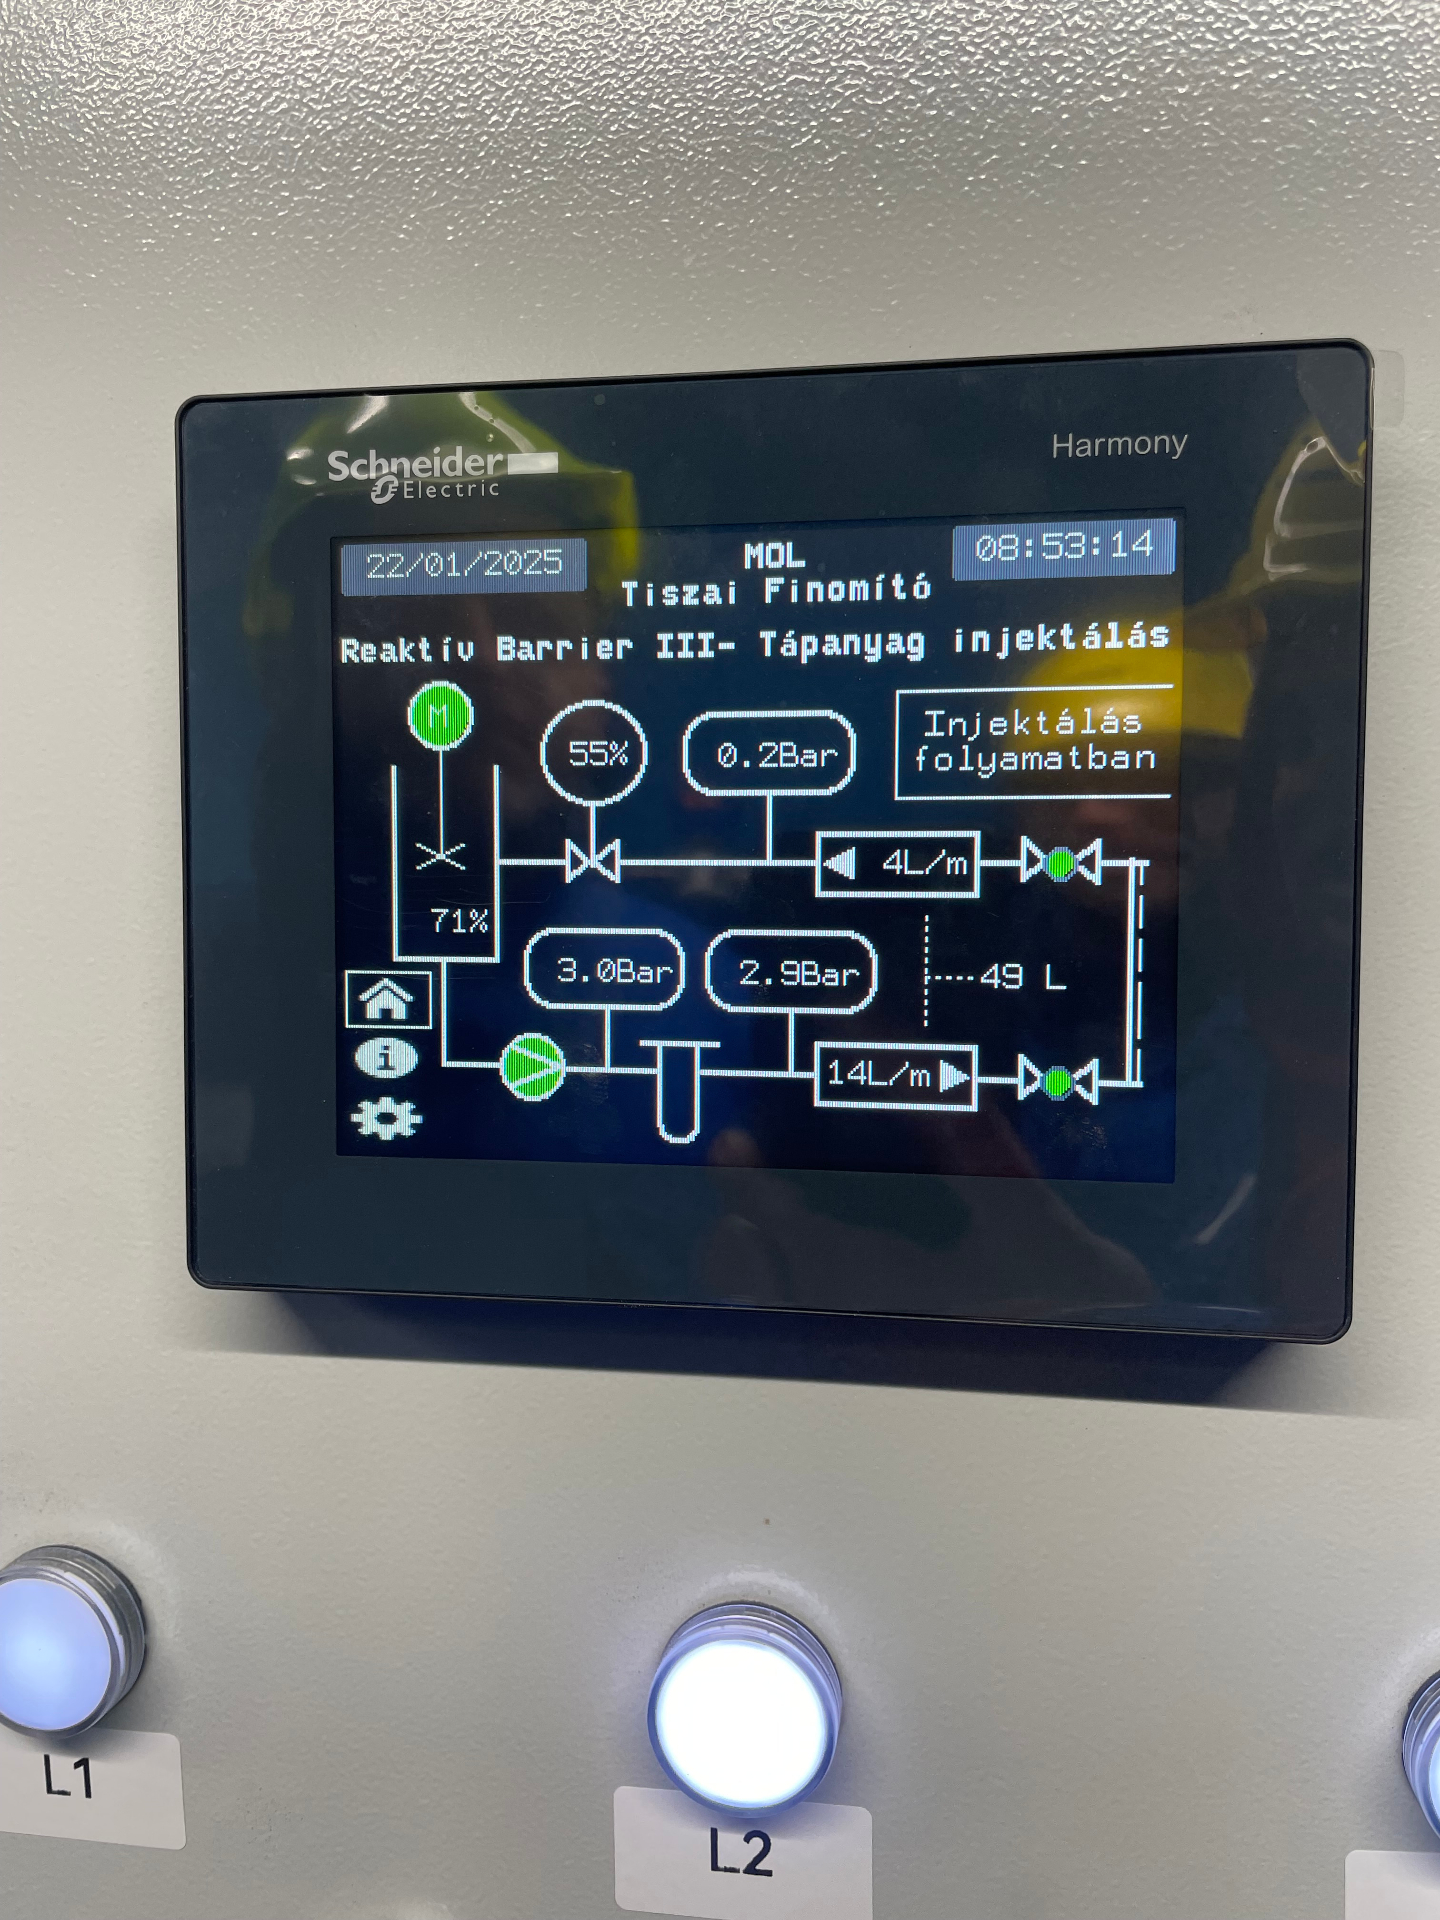 Schneider
Electric
Harmony
22/01/2025
MOL
08:53:14
Tiszai Finomító
Reaktív Barrier III- Tápanyag injektálás
M
55%
0.2Bar
Injektálás
folyamatban
4L/m
71%
3.0Bar
2.9Bar
49 L
i
14L/m
L1
L2